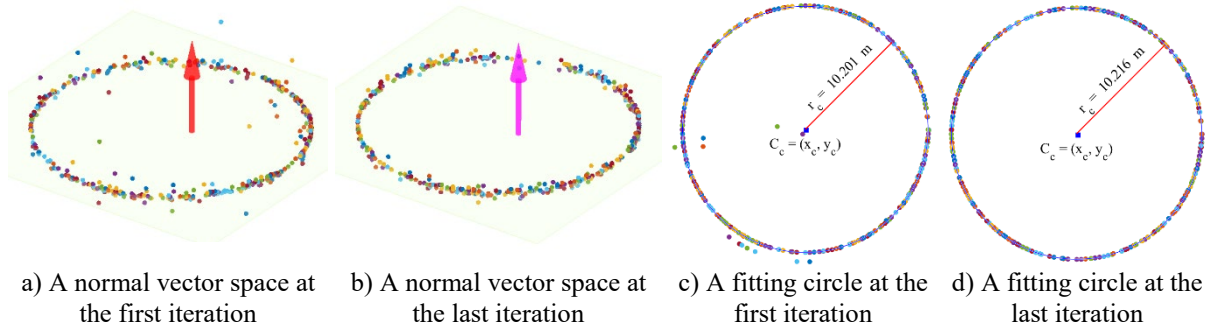 r_c = 10.201 m
C_c = (x_c, y_c)
r_c = 10.216 m
C_c = (x_c, y_c)
a) A normal vector space at
the first iteration
b) A normal vector space at
the last iteration
c) A fitting circle at the
first iteration
d) A fitting circle at the
last iteration